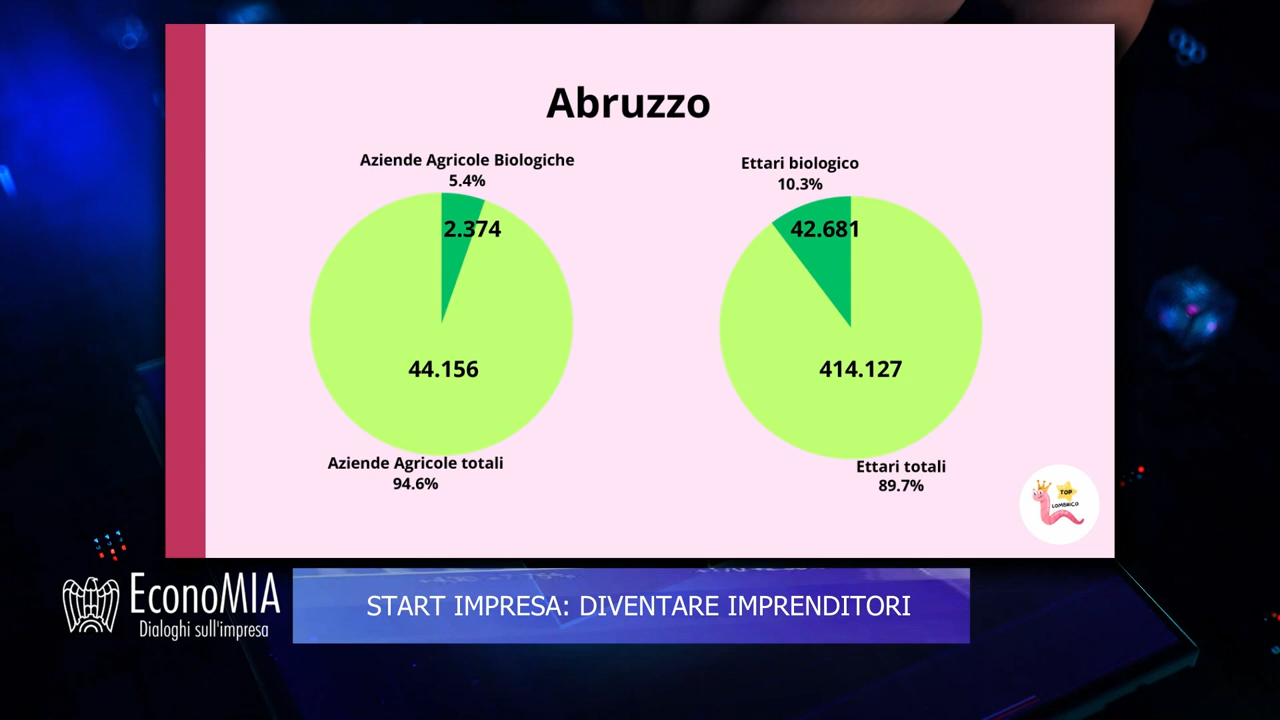 Abruzzo
Aziende Agricole Biologiche
5.4%
2.374
44.156
Aziende Agricole totali
94.6%
Ettari biologico
10.3%
42.681
414.127
Ettari totali
89.7%
TOP
LOMBRICO
EconoMIA
Dialoghi sull'impresa
START IMPRESA: DIVENTARE IMPRENDITORI